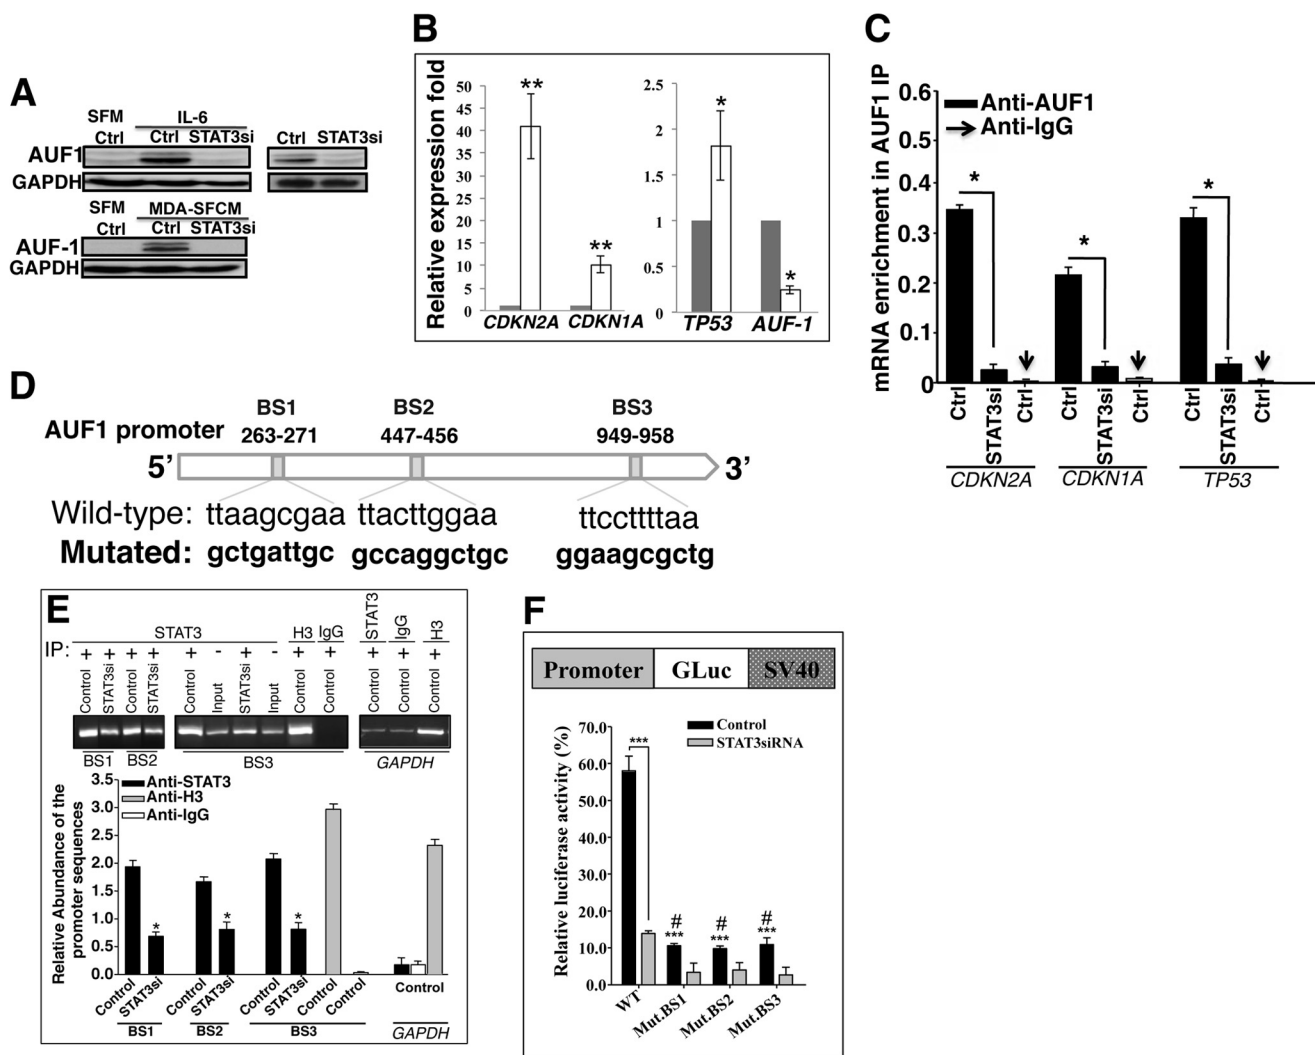 A
SFM IL-6
Ctrl Ctrl STAT3si Ctrl STAT3si
AUF1
GAPDH
SFM MDA-SFCM
Ctrl Ctrl STAT3si
AUF-1
GAPDH
B
Relative expression fold
50
45
40
35
30
25
20
15
10
5
0
**
**
CDKN2A CDKN1A
2.5
2
1.5
1
0.5
0
*
*
TP53 AUF-1
C
mRNA enrichment in AUF1 IP
0.6
0.5
0.4
0.3
0.2
0.1
0
Anti-AUF1
Anti-IgG
* * *
Ctrl STAT3si Ctrl Ctrl STAT3si Ctrl Ctrl STAT3si Ctrl
CDKN2A CDKN1A TP53
D
BS1 BS2 BS3
AUF1 promoter 263-271 447-456 949-958
5’ 3’
Wild-type: ttaagcgaa ttacttggaa ttccttttaa
Mutated: gctgattgc gccaggctgc ggaagcgctg
E
STAT3 H3 IgG STAT3 IgG H3
IP: + + + + + - + - + + + + +
Control STAT3si Control STAT3si Control Input STAT3si Input Control Control Control Control Control
BS1 BS2 BS3 GAPDH
Relative Abundance of the promoter sequences
3.5
3.0
2.5
2.0
1.5
1.0
0.5
0.0
Anti-STAT3
Anti-H3
Anti-IgG
* * *
Control STAT3si Control STAT3si Control STAT3si Control Control Control
BS1 BS2 BS3 GAPDH
F
Promoter GLuc SV40
Relative luciferase activity (%)
70.0
60.0
50.0
40.0
30.0
20.0
10.0
0.0
Control
STAT3siRNA
***
# # #
*** *** ***
WT Mut.BS1 Mut.BS2 Mut.BS3